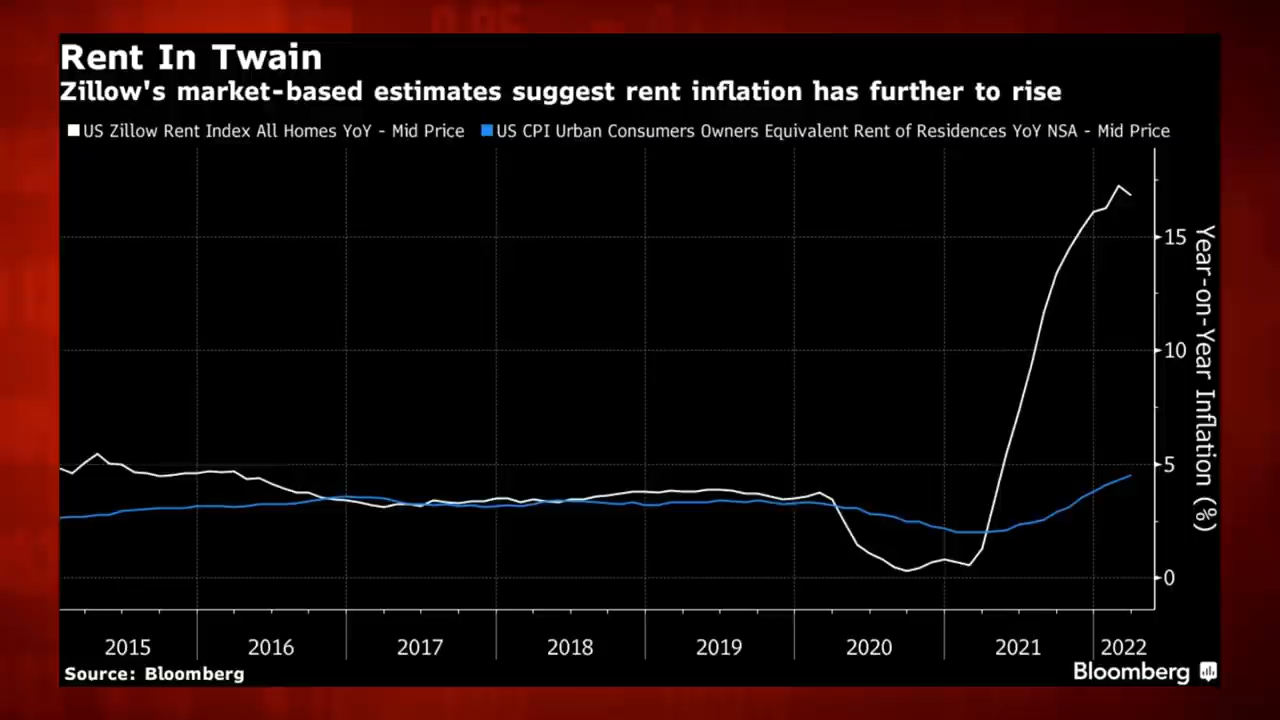 Rent In Twain
Zillow's market-based estimates suggest rent inflation has further to rise
US Zillow Rent Index All Homes YoY - Mid Price US CPI Urban Consumers Owners Equivalent Rent of Residences YoY NSA - Mid Price
15
10
5
0
Year-on-Year Inflation (%)
2015 2016 2017 2018 2019 2020 2021 2022
Source: Bloomberg
Bloomberg